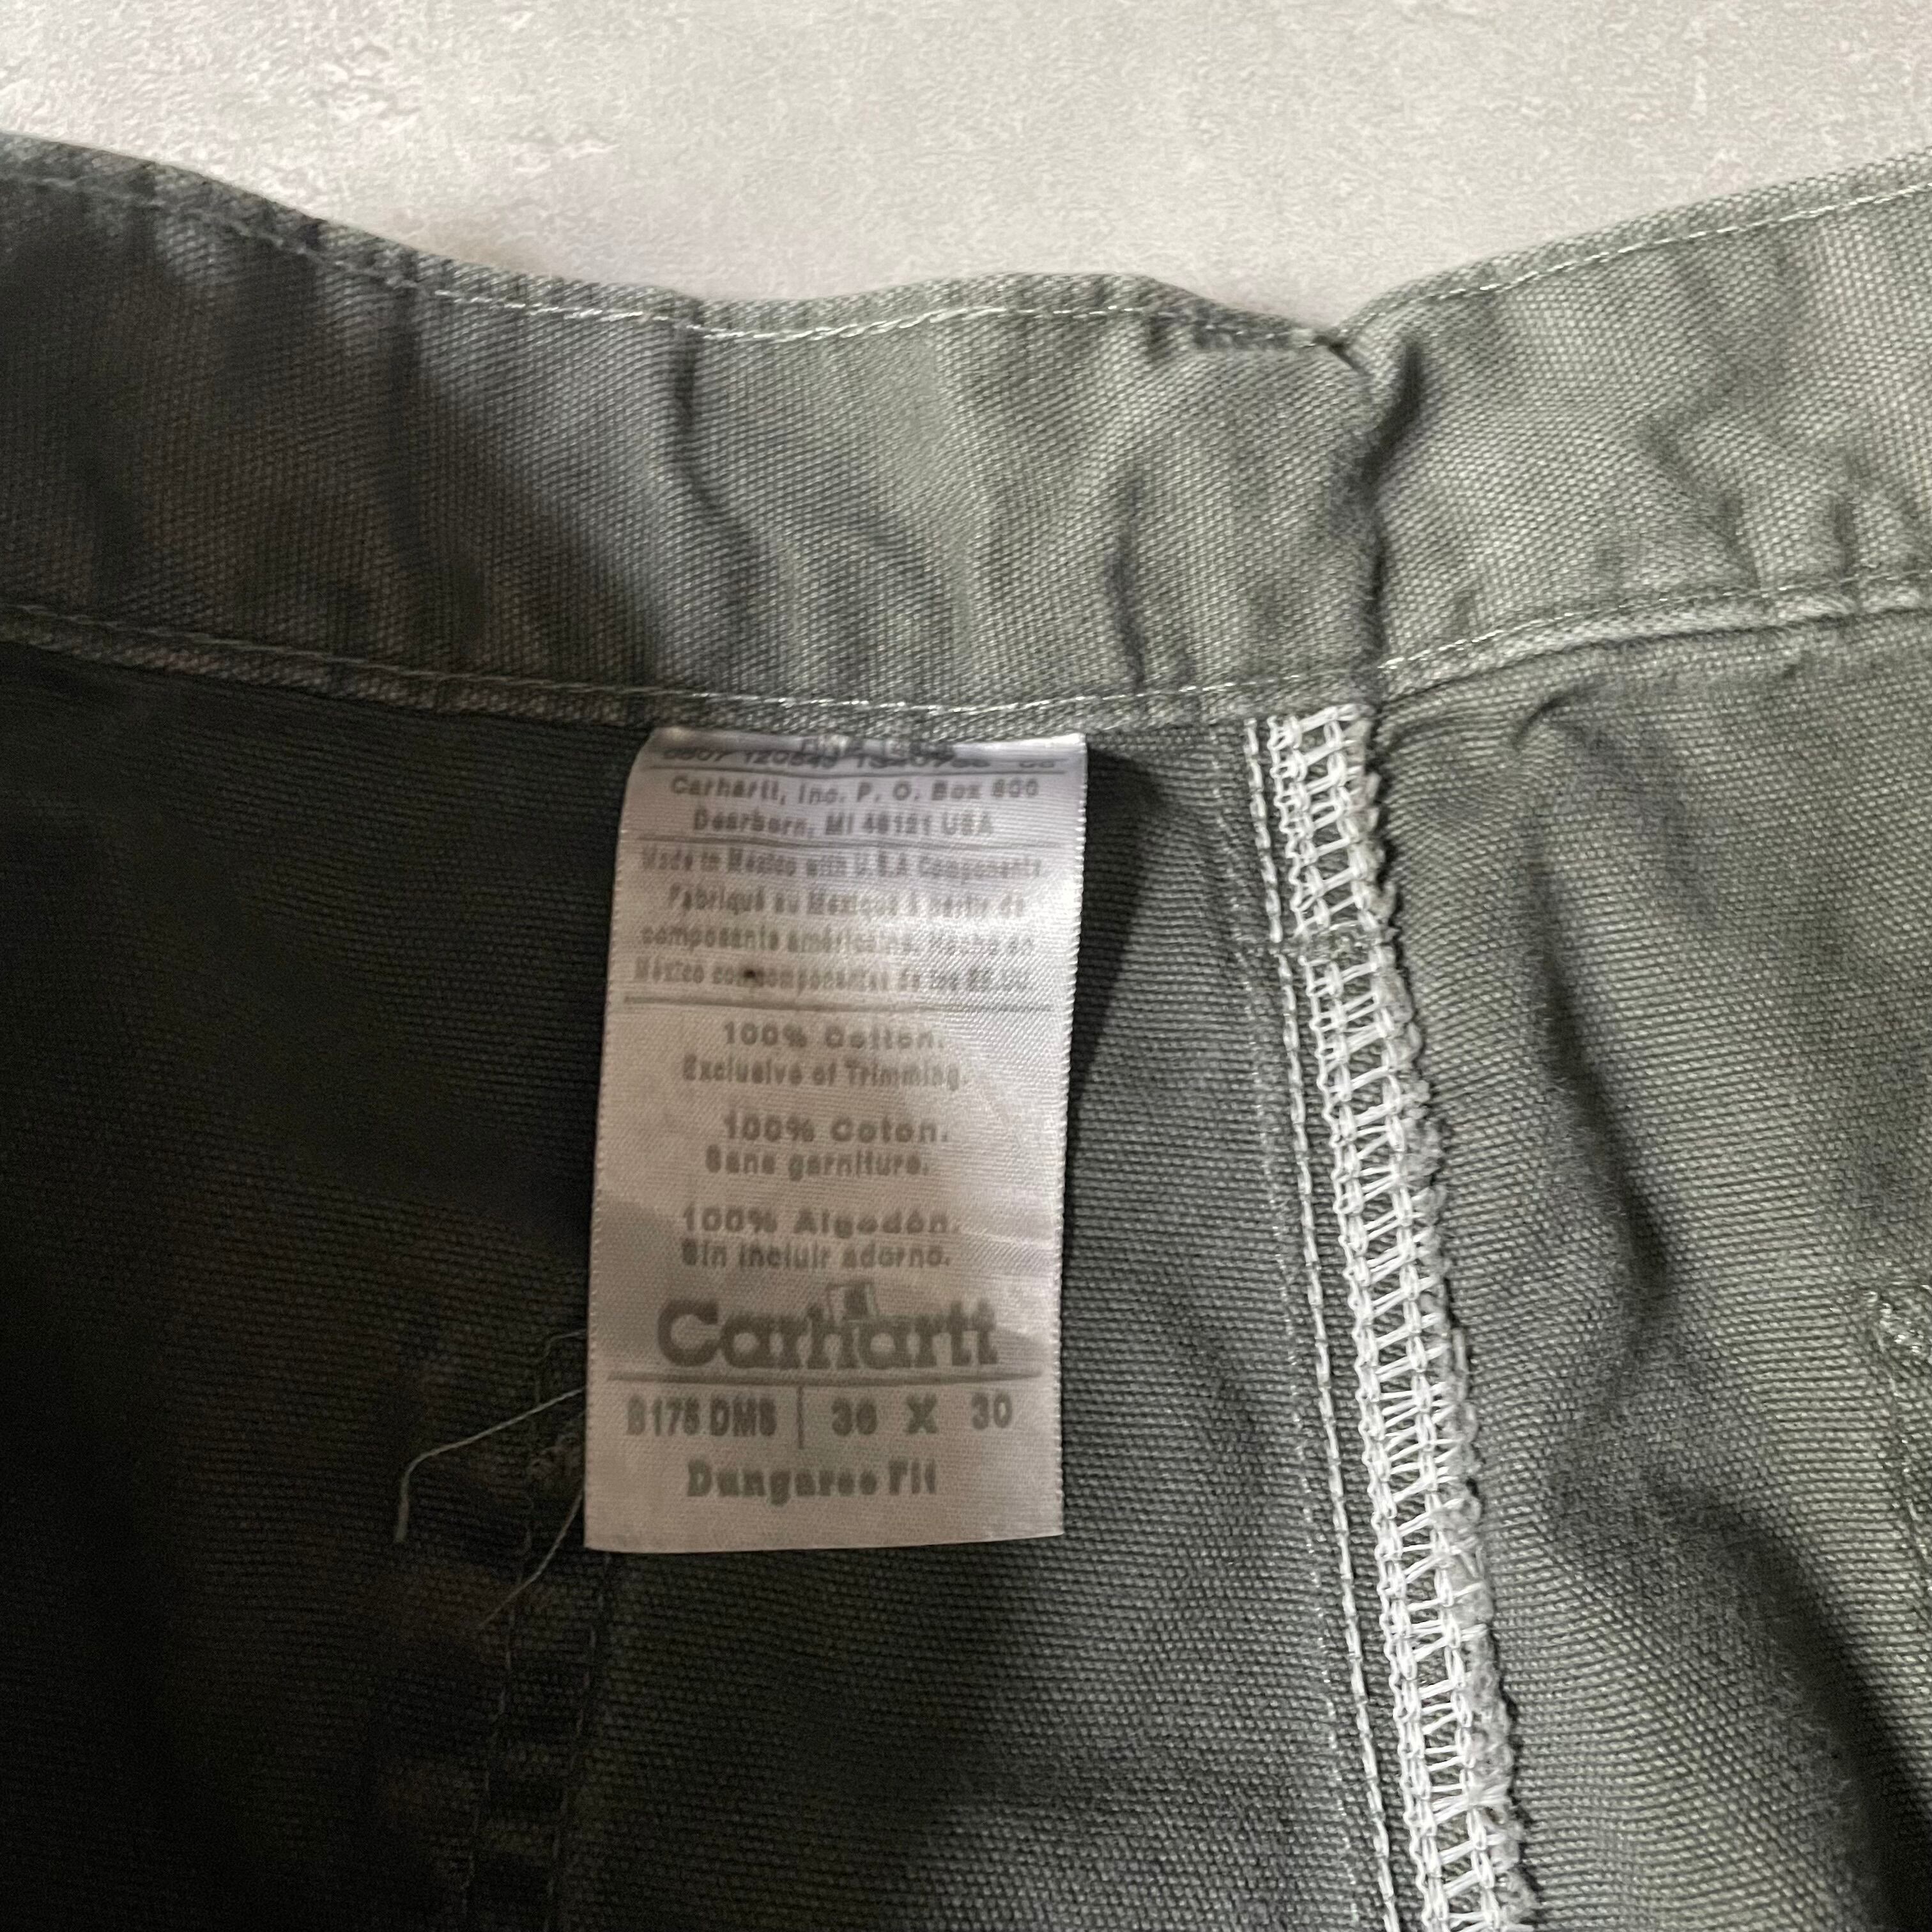 Carhartt, Inc. P. O. Box 600
Dearborn, MI 48121 USA
Made in México with U.S.A Components
Fabriqué au Mexique à partir de
composants américains. Hecho en
México con componentes de los EE.UU.
100% Cotton.
Exclusive of Trimming.
100% Coton.
Sans garniture.
100% Algodón.
Sin incluir adorno.
Carhartt
DMS 36 X 30
Dungaree Fit